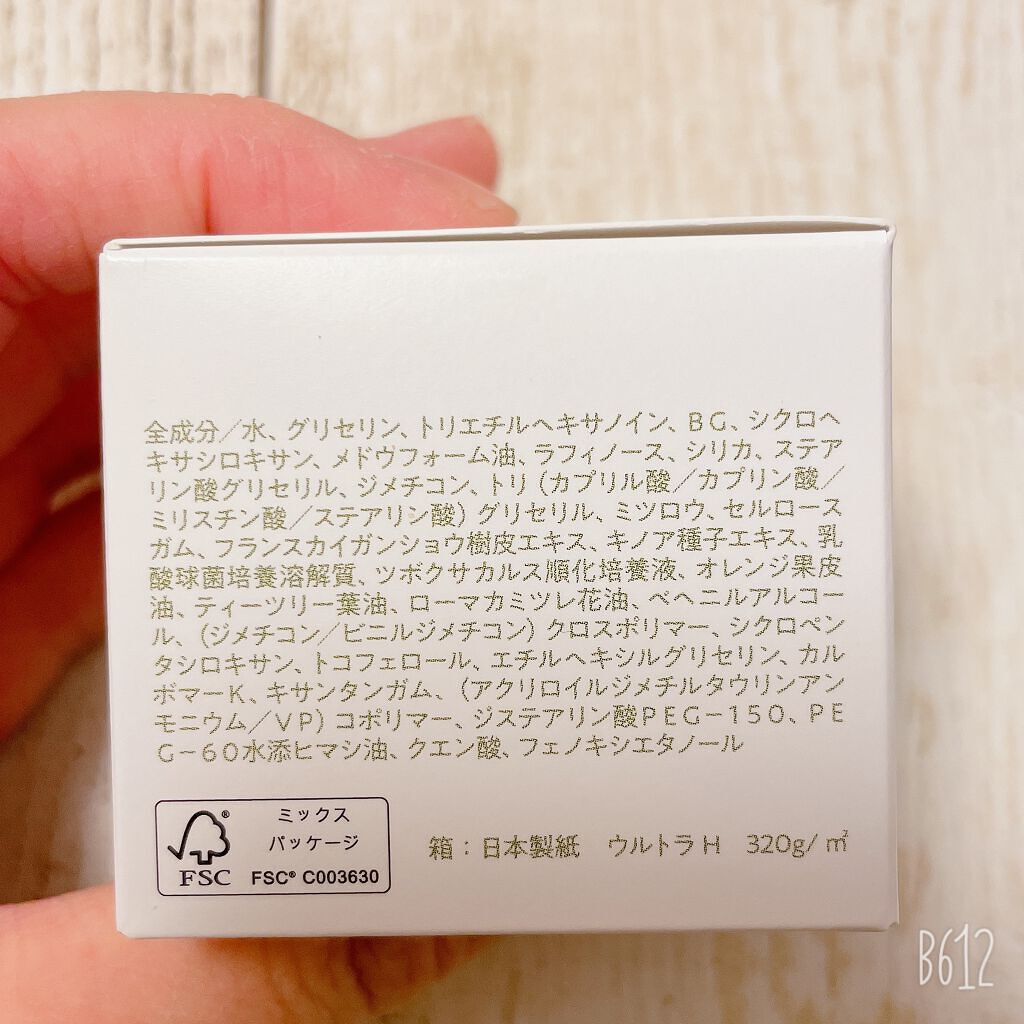 全成分／水、グリセリン、トリエチルヘキサノイン、ＢＧ、シクロヘ
キサシロキサン、メドウフォーム油、ラフィノース、シリカ、ステア
リン酸グリセリル、ジメチコン、トリ（カプリル酸／カプリン酸／
ミリスチン酸／ステアリン酸）グリセリル、ミツロウ、セルロース
ガム、フランスカイガンショウ樹皮エキス、キノア種子エキス、乳
酸球菌培養溶解質、ツボクサカルス順化培養液、オレンジ果皮
油、ティーツリー葉油、ローマカミツレ花油、ベヘニルアルコー
ル、（ジメチコン／ビニルジメチコン）クロスポリマー、シクロペン
タシロキサン、トコフェロール、エチルヘキシルグリセリン、カル
ボマーＫ、キサンタンガム、（アクリロイルジメチルタウリンアン
モニウム／ＶＰ）コポリマー、ジステアリン酸ＰＥＧ－１５０、ＰＥ
Ｇ－６０水添ヒマシ油、クエン酸、フェノキシエタノール
ミックス
パッケージ
FSC® C003630
FSC
箱：日本製紙　ウルトラＨ　320g/㎡
B612